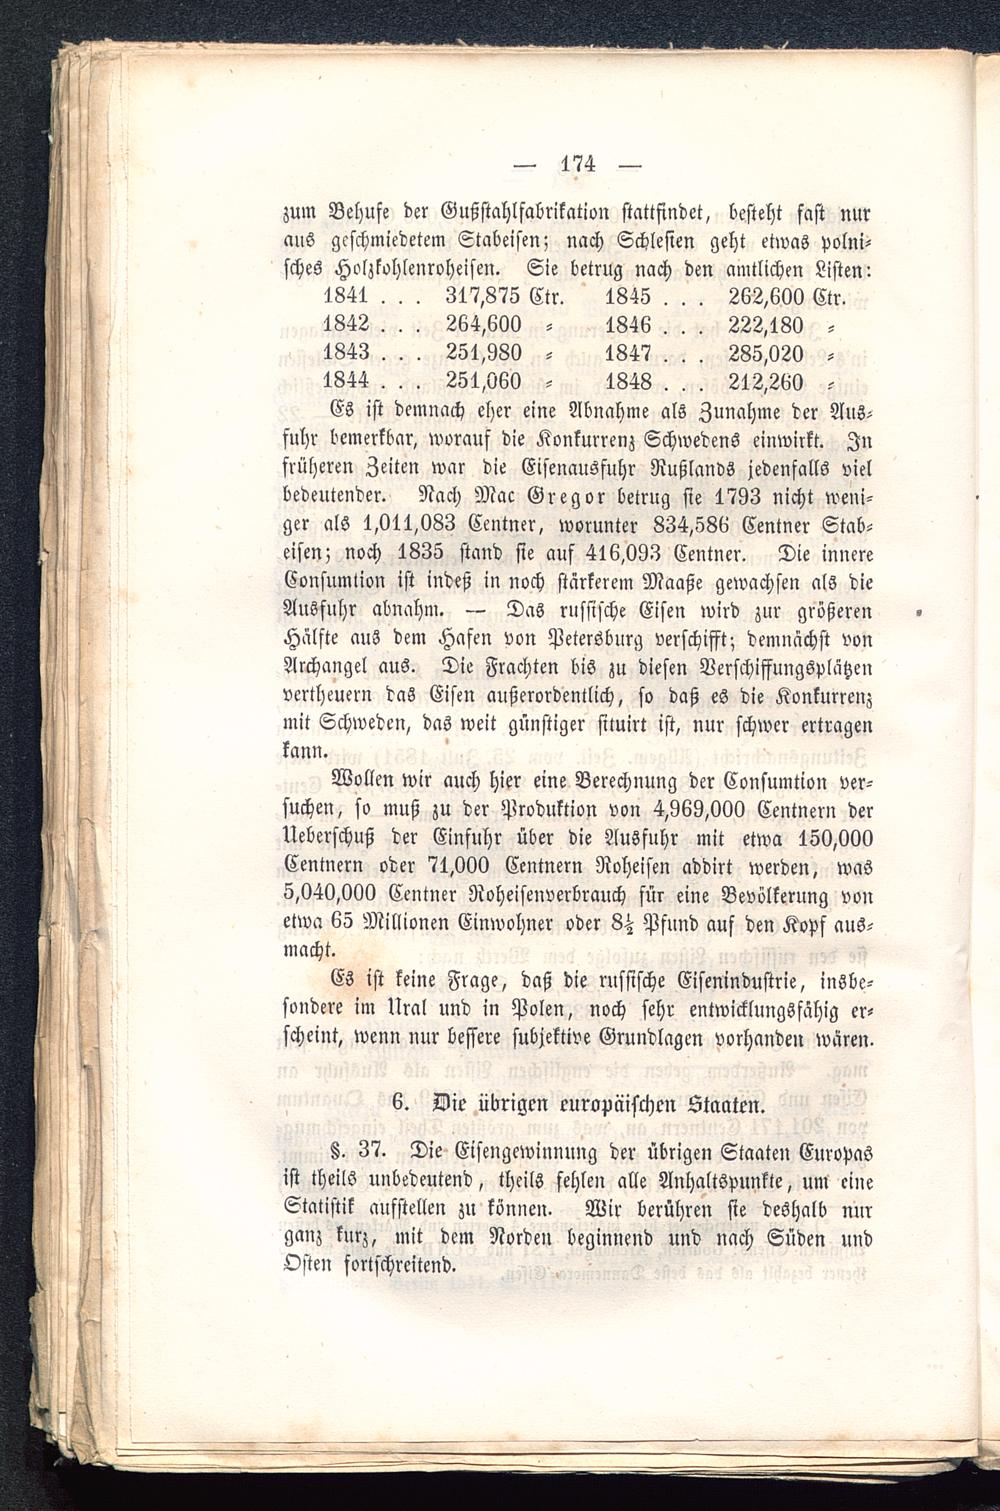 — 174 —
zum Behufe der Gußstahlfabrikation stattfindet, besteht fast nur
aus geschmiedetem Stabeisen; nach Schlesien geht etwas polni⸗
sches Holzkohlenroheisen. Sie betrug nach den amtlichen Listen:
1841 . . . 317,875 Ctr. 1845 . . . 262,600 Ctr.
1842 . . . 264,600 ⸗ 1846 . . . 222,180 ⸗
1843 . . . 251,980 ⸗ 1847 . . . 285,020 ⸗
1844 . . . 251,060 ⸗ 1848 . . . 212,260 ⸗
Es ist demnach eher eine Abnahme als Zunahme der Aus⸗
fuhr bemerkbar, worauf die Konkurrenz Schwedens einwirkt. In
früheren Zeiten war die Eisenausfuhr Rußlands jedenfalls viel
bedeutender. Nach Mac Gregor betrug sie 1793 nicht weni⸗
ger als 1,011,083 Centner, worunter 834,586 Centner Stab⸗
eisen; noch 1835 stand sie auf 416,093 Centner. Die innere
Consumtion ist indeß in noch stärkerem Maaße gewachsen als die
Ausfuhr abnahm. — Das russische Eisen wird zur größeren
Hälfte aus dem Hafen von Petersburg verschifft; demnächst von
Archangel aus. Die Frachten bis zu diesen Verschiffungsplätzen
vertheuern das Eisen außerordentlich, so daß es die Konkurrenz
mit Schweden, das weit günstiger situirt ist, nur schwer ertragen
kann.
Wollen wir auch hier eine Berechnung der Consumtion ver⸗
suchen, so muß zu der Produktion von 4,969,000 Centnern der
Ueberschuß der Einfuhr über die Ausfuhr mit etwa 150,000
Centnern oder 71,000 Centnern Roheisen addirt werden, was
5,040,000 Centner Roheisenverbrauch für eine Bevölkerung von
etwa 65 Millionen Einwohner oder 8½ Pfund auf den Kopf aus⸗
macht.
Es ist keine Frage, daß die russische Eisenindustrie, insbe⸗
sondere im Ural und in Polen, noch sehr entwicklungsfähig er⸗
scheint, wenn nur bessere subjektive Grundlagen vorhanden wären.
6. Die übrigen europäischen Staaten.
§. 37. Die Eisengewinnung der übrigen Staaten Europas
ist theils unbedeutend, theils fehlen alle Anhaltspunkte, um eine
Statistik aufstellen zu können. Wir berühren sie deshalb nur
ganz kurz, mit dem Norden beginnend und nach Süden und
Osten fortschreitend.